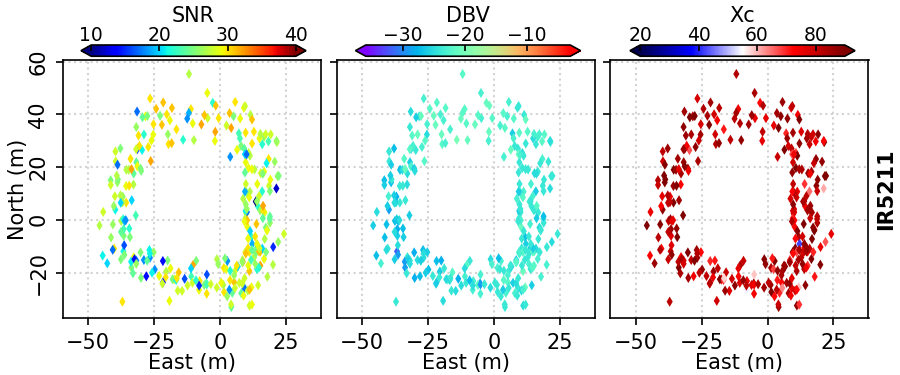 SNR DBV Xc
10 20 30 40 −30 −20 −10 20 40 60 80
60
40
20
0
−20
North (m)
−50 −25 0 25 −50 −25 0 25 −50 −25 0 25
East (m) East (m) East (m)
IR5211